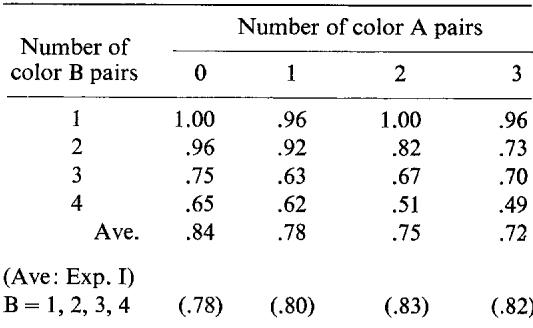 Number of color A pairs
Number of
color B pairs 0 1 2 3
1 1.00 .96 1.00 .96
2 .96 .92 .82 .73
3 .75 .63 .67 .70
4 .65 .62 .51 .49
Ave. .84 .78 .75 .72
(Ave: Exp. I)
B = 1, 2, 3, 4 (.78) (.80) (.83) (.82)